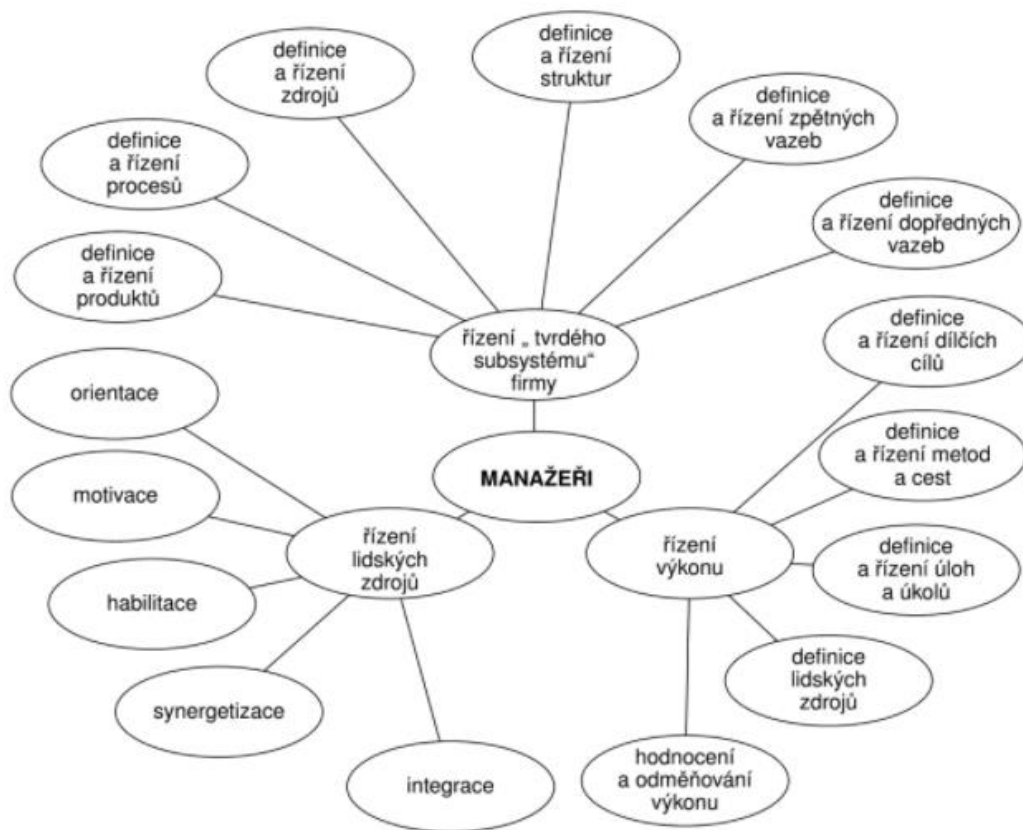 definice
a řízení
zdrojů
definice
a řízení
struktur
definice
a řízení zpětných
vazeb
definice
a řízení
procesů
definice
a řízení dopředných
vazeb
definice
a řízení
produktů
řízení „ tvrdého
subsystému“
firmy
definice
a řízení dílčích
cílů
orientace
MANAŽEŘI
definice
a řízení metod
a cest
motivace
řízení
lidských
zdrojů
řízení
výkonu
definice
a řízení úloh
a úkolů
habilitace
definice
lidských
zdrojů
synergetizace
integrace
hodnocení
a odměňování
výkonu